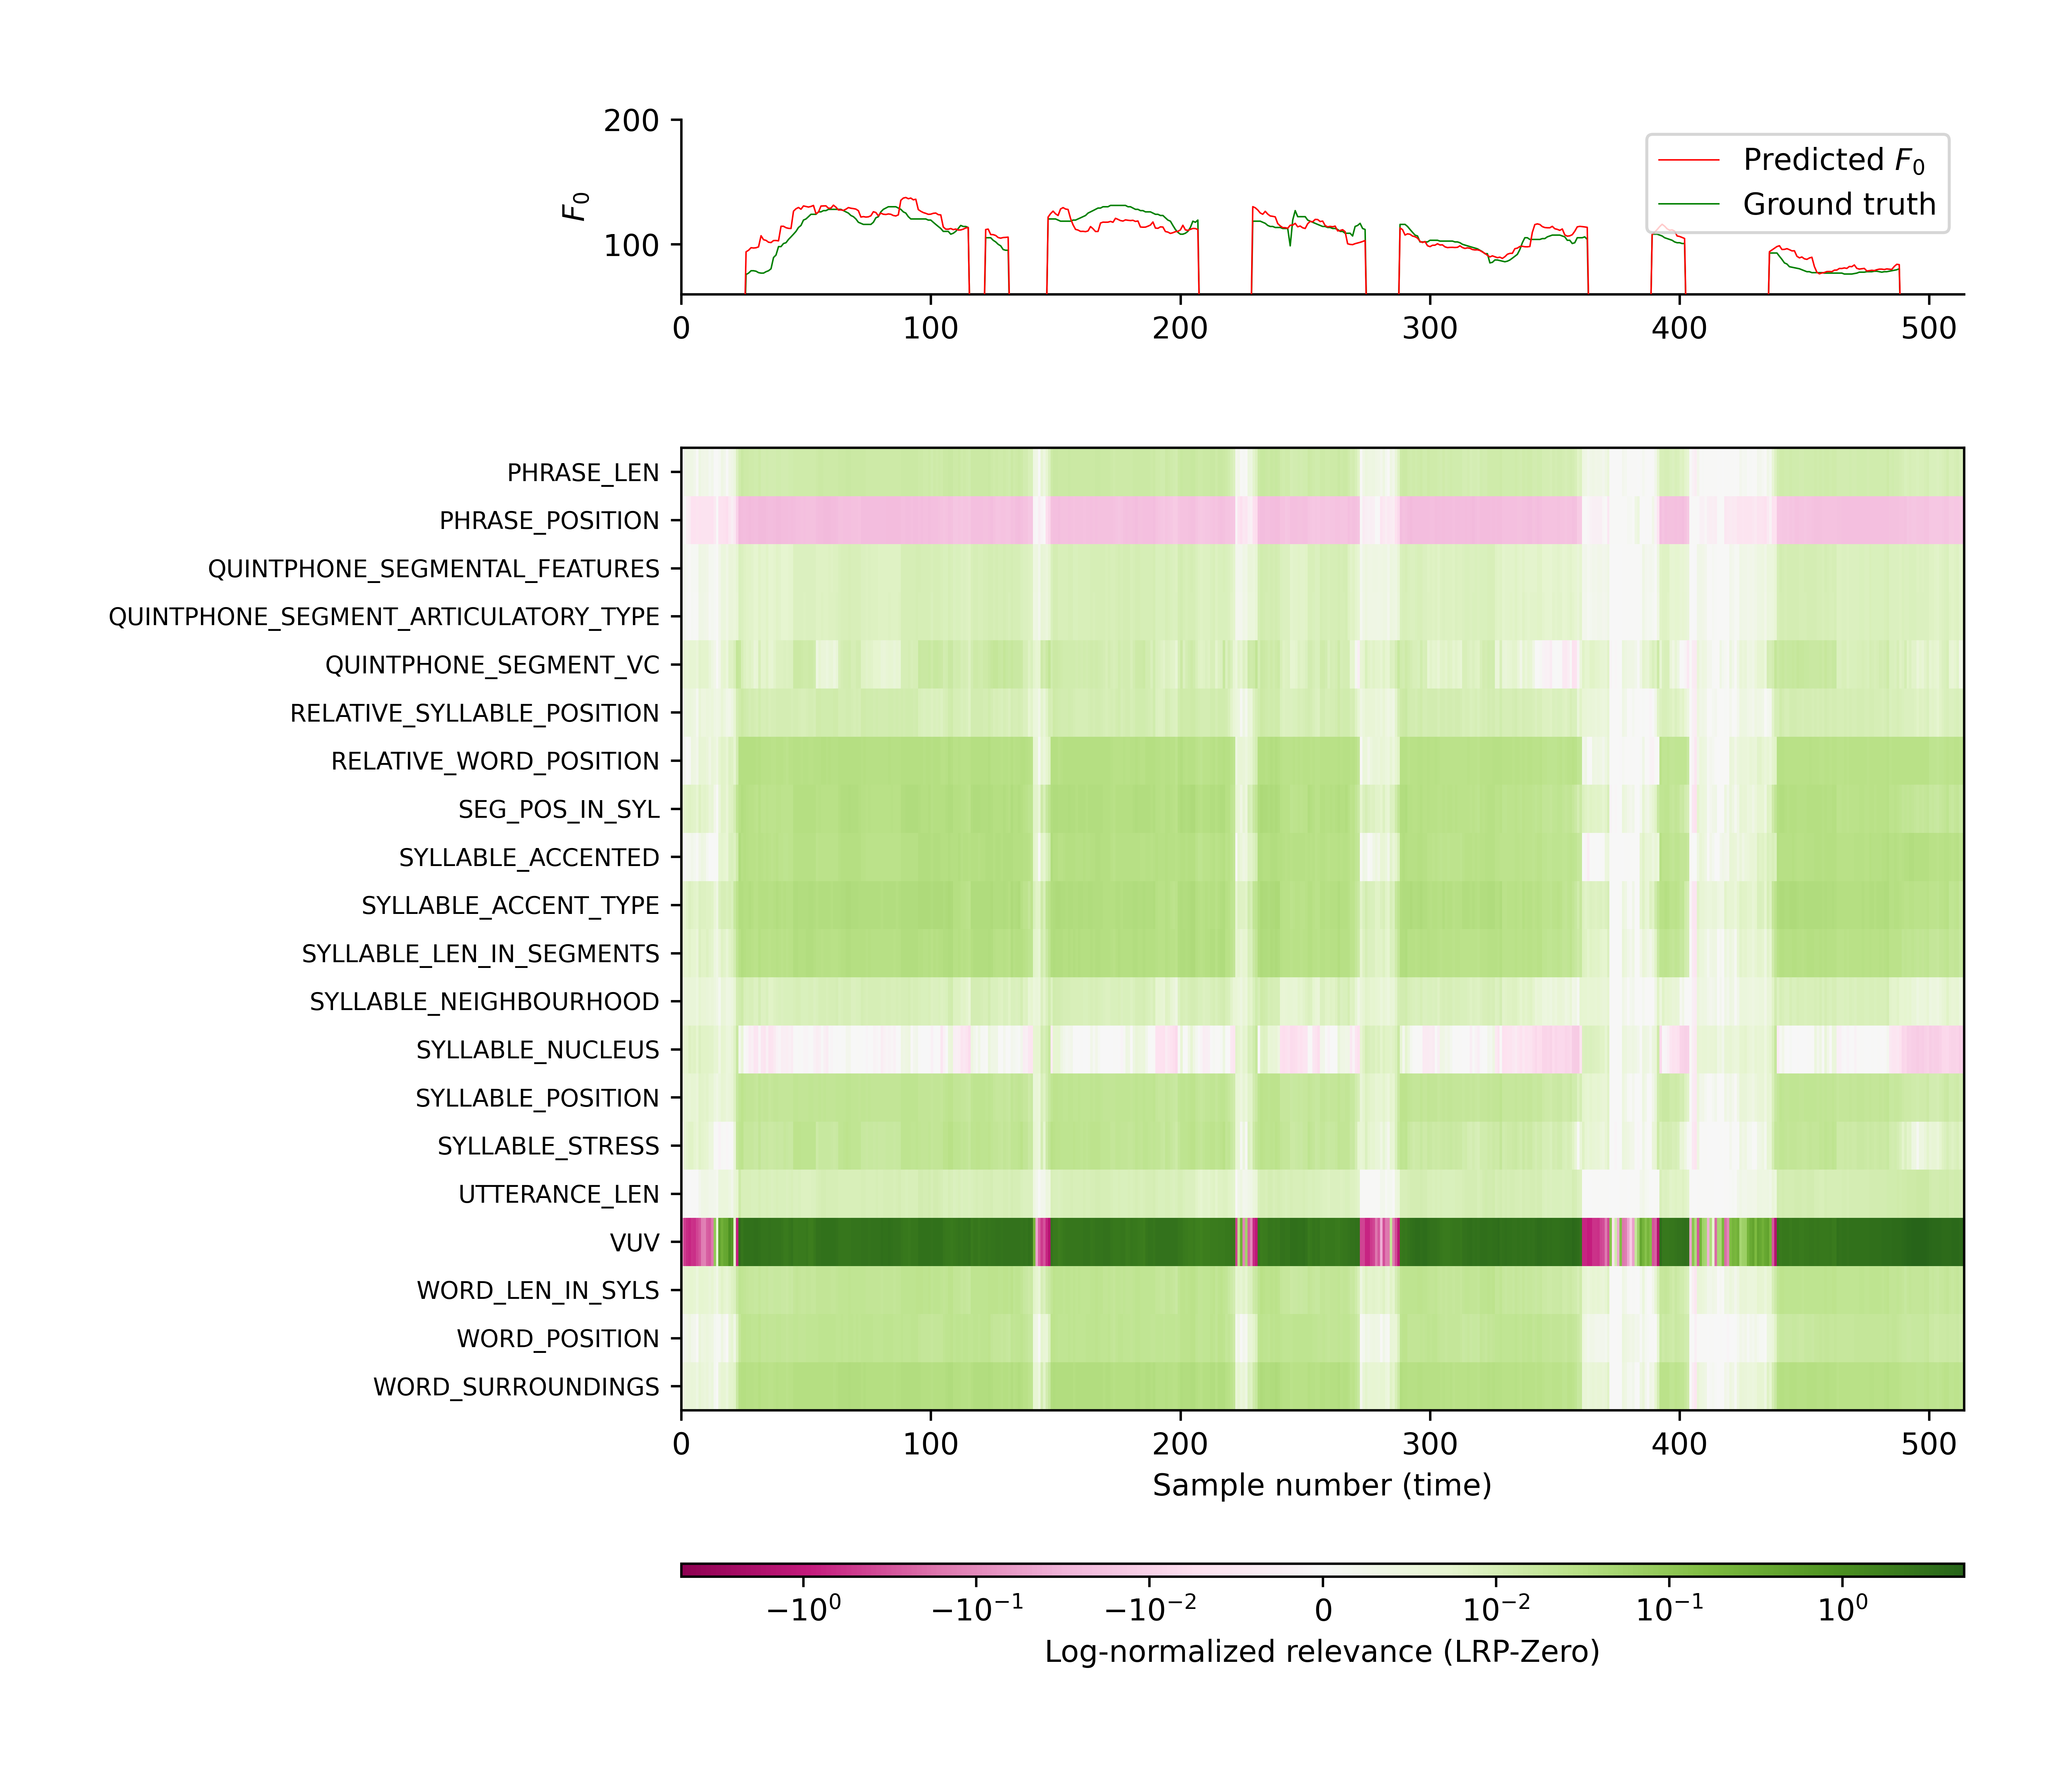 200
100
F₀
Predicted F₀
Ground truth
0 100 200 300 400 500
PHRASE_LEN
PHRASE_POSITION
QUINTPHONE_SEGMENTAL_FEATURES
QUINTPHONE_SEGMENT_ARTICULATORY_TYPE
QUINTPHONE_SEGMENT_VC
RELATIVE_SYLLABLE_POSITION
RELATIVE_WORD_POSITION
SEG_POS_IN_SYL
SYLLABLE_ACCENTED
SYLLABLE_ACCENT_TYPE
SYLLABLE_LEN_IN_SEGMENTS
SYLLABLE_NEIGHBOURHOOD
SYLLABLE_NUCLEUS
SYLLABLE_POSITION
SYLLABLE_STRESS
UTTERANCE_LEN
VUV
WORD_LEN_IN_SYLS
WORD_POSITION
WORD_SURROUNDINGS
0 100 200 300 400 500
Sample number (time)
−10⁰ −10⁻¹ −10⁻² 0 10⁻² 10⁻¹ 10⁰
Log-normalized relevance (LRP-Zero)